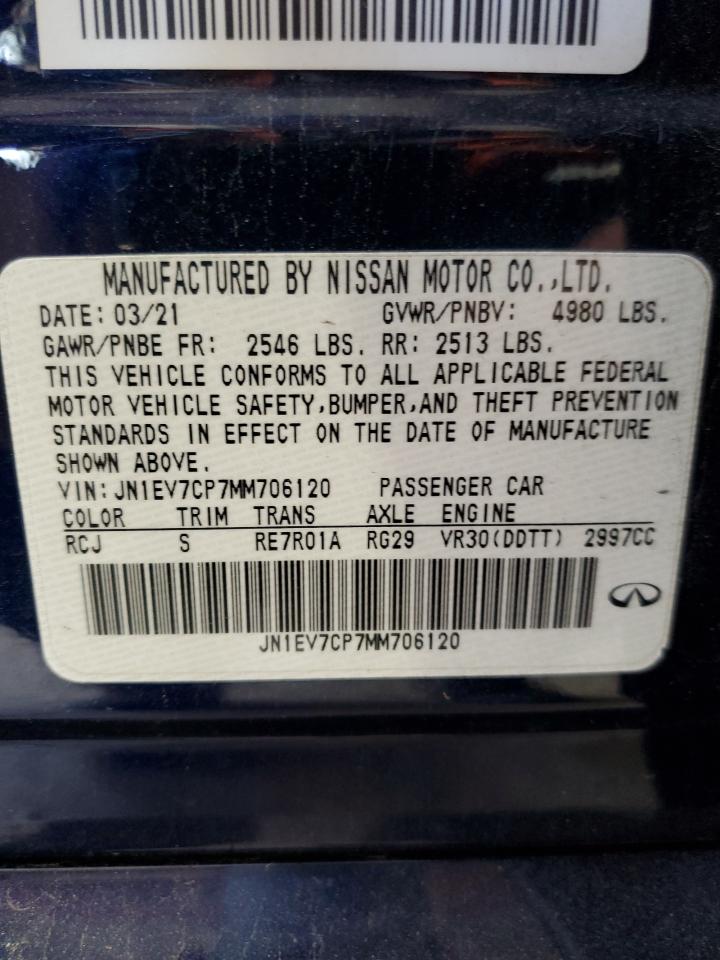 MANUFACTURED BY NISSAN MOTOR CO.,LTD.
DATE: 03/21 GVWR/PNBV: 4980 LBS.
GAWR/PNBE FR: 2546 LBS. RR: 2513 LBS.
THIS VEHICLE CONFORMS TO ALL APPLICABLE FEDERAL
MOTOR VEHICLE SAFETY,BUMPER,AND THEFT PREVENTION
STANDARDS IN EFFECT ON THE DATE OF MANUFACTURE
SHOWN ABOVE.
VIN: JN1EV7CP7MM706120 PASSENGER CAR
COLOR TRIM TRANS AXLE ENGINE
RCJ S RE7R01A RG29 VR30(DDTT) 2997CC
JN1EV7CP7MM706120